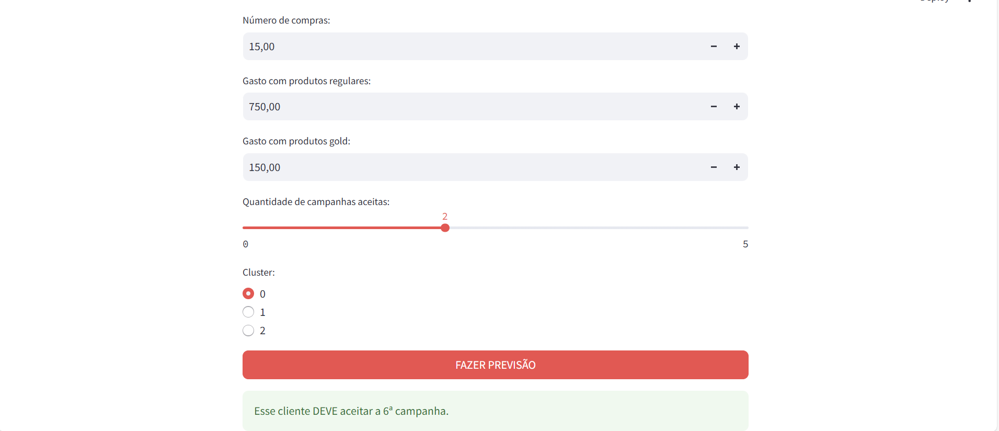 Número de compras:
15,00
Gasto com produtos regulares:
750,00
Gasto com produtos gold:
150,00
Quantidade de campanhas aceitas:
2
0 5
Cluster:
0
1
2
FAZER PREVISÃO
Esse cliente DEVE aceitar a 6ª campanha.